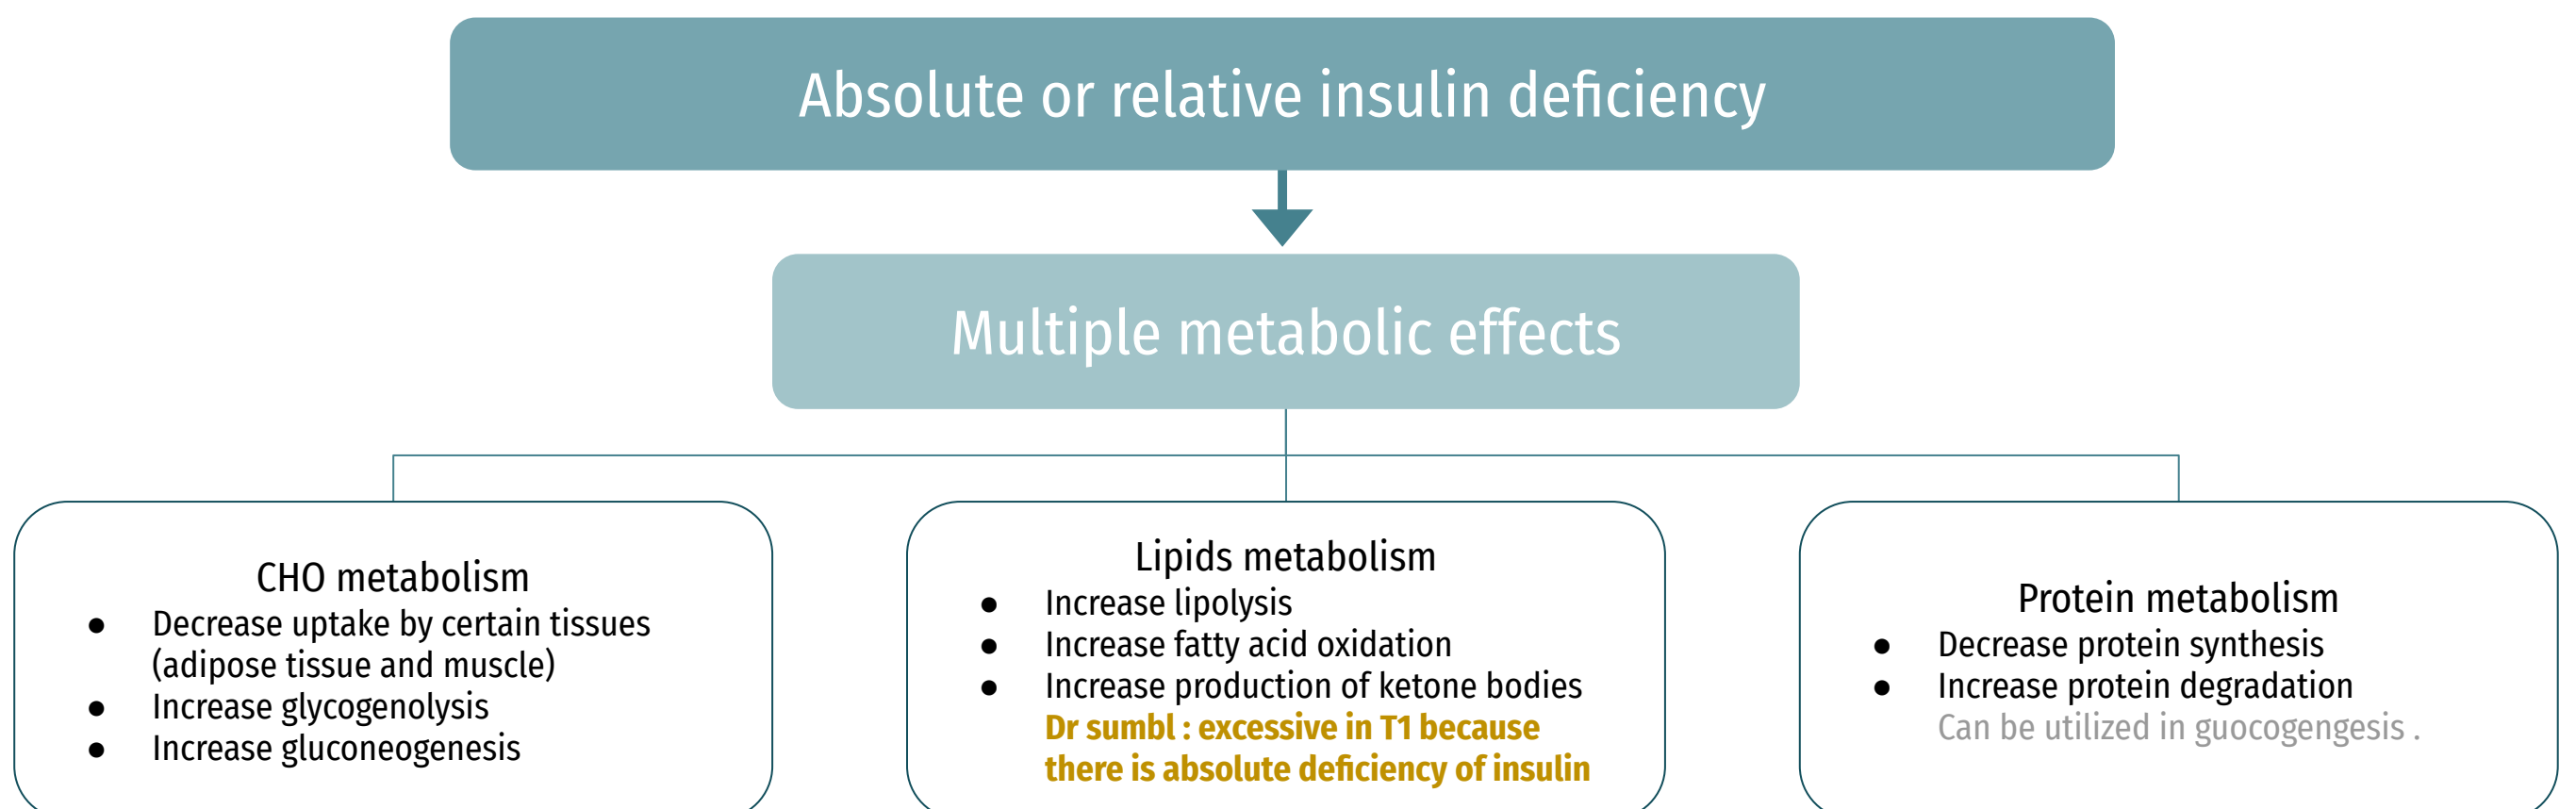 Absolute or relative insulin deficiency
Multiple metabolic effects
CHO metabolism
● Decrease uptake by certain tissues
(adipose tissue and muscle)
● Increase glycogenolysis
● Increase gluconeogenesis
Lipids metabolism
● Increase lipolysis
● Increase fatty acid oxidation
● Increase production of ketone bodies
Dr sumbl : excessive in T1 because
there is absolute deficiency of insulin
Protein metabolism
● Decrease protein synthesis
● Increase protein degradation
Can be utilized in guocogengesis .